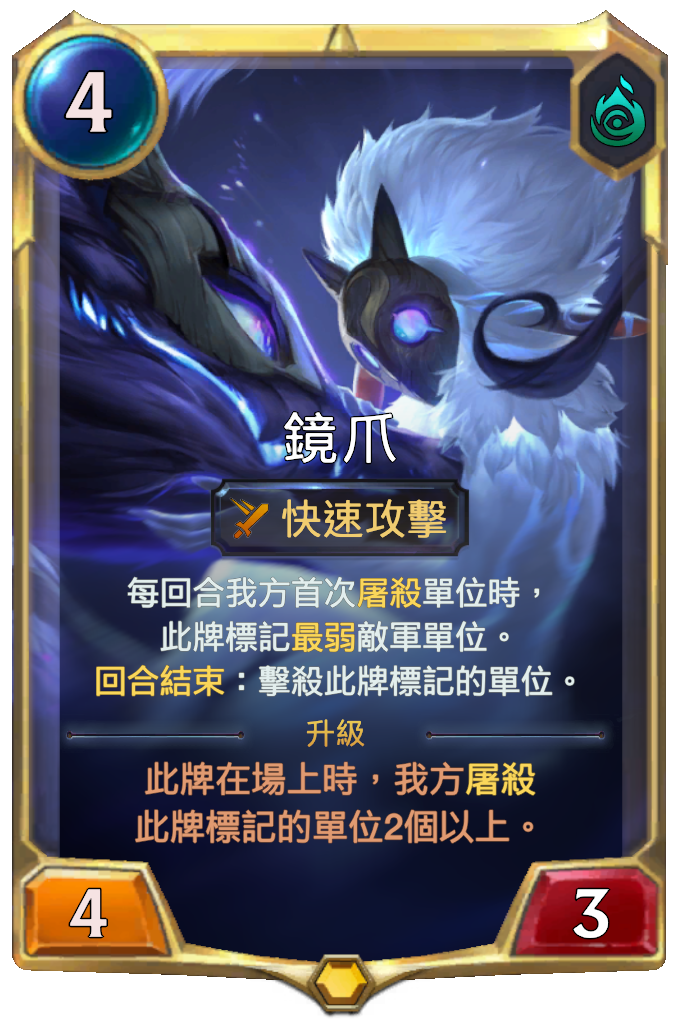 4
鏡爪
快速攻擊
每回合我方首次屠殺單位時，
此牌標記最弱敵軍單位。
回合結束：擊殺此牌標記的單位。
升級
此牌在場上時，我方屠殺
此牌標記的單位2個以上。
4
3